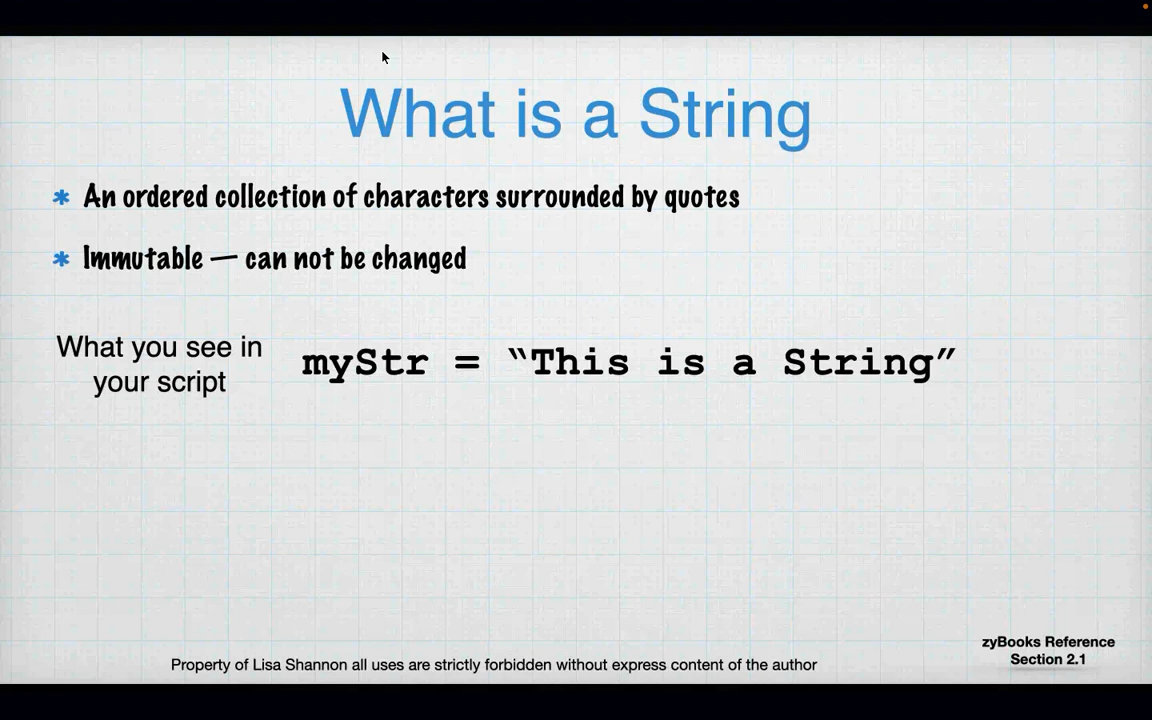 What is a String
* An ordered collection of characters surrounded by quotes
* Immutable — can not be changed
What you see in
your script
myStr = “This is a String”
zyBooks Reference
Section 2.1
Property of Lisa Shannon all uses are strictly forbidden without express content of the author